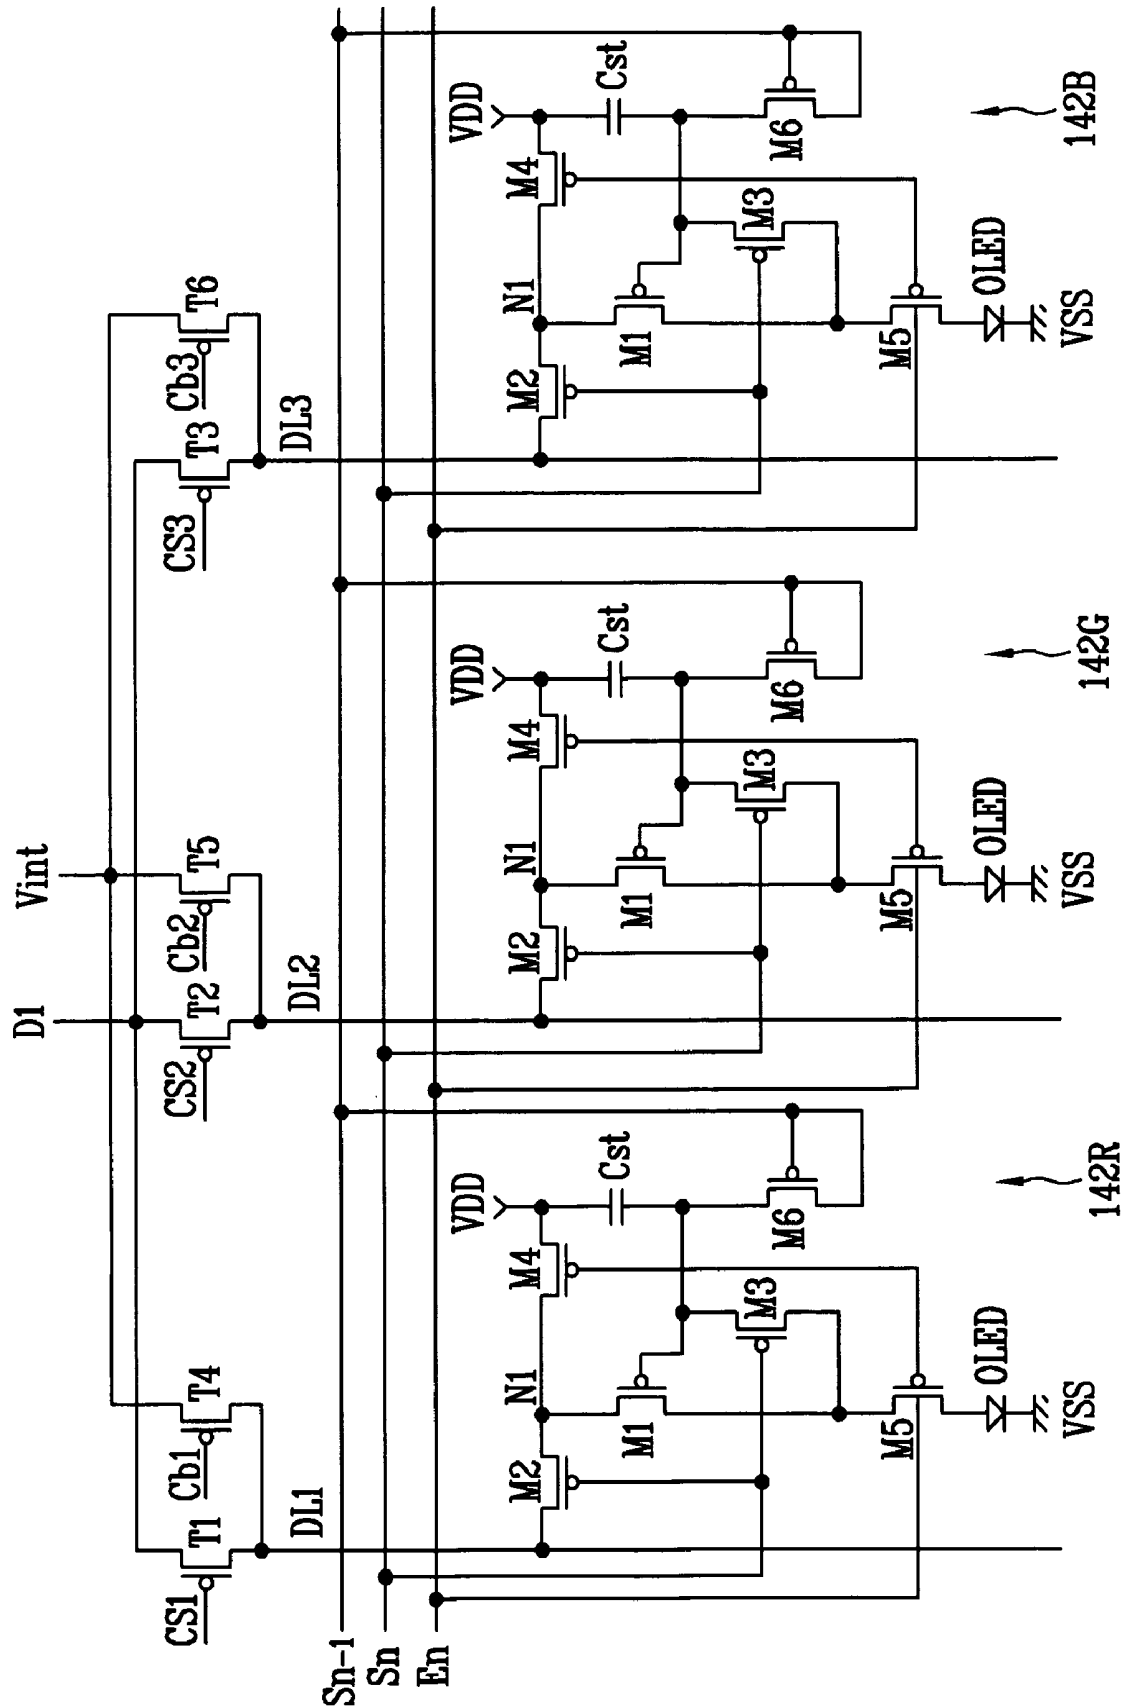 D1
Vint
CS1
T1
Cb1
T4
CS2
T2
Cb2
T5
CS3
T3
Cb3
T6
DL1
DL2
DL3
Sn-1
Sn
En
VDD
M2
N1
M4
Cst
M1
M3
M6
M5
OLED
VSS
142R
VDD
M2
N1
M4
Cst
M1
M3
M6
M5
OLED
VSS
142G
VDD
M2
N1
M4
Cst
M1
M3
M6
M5
OLED
VSS
142B